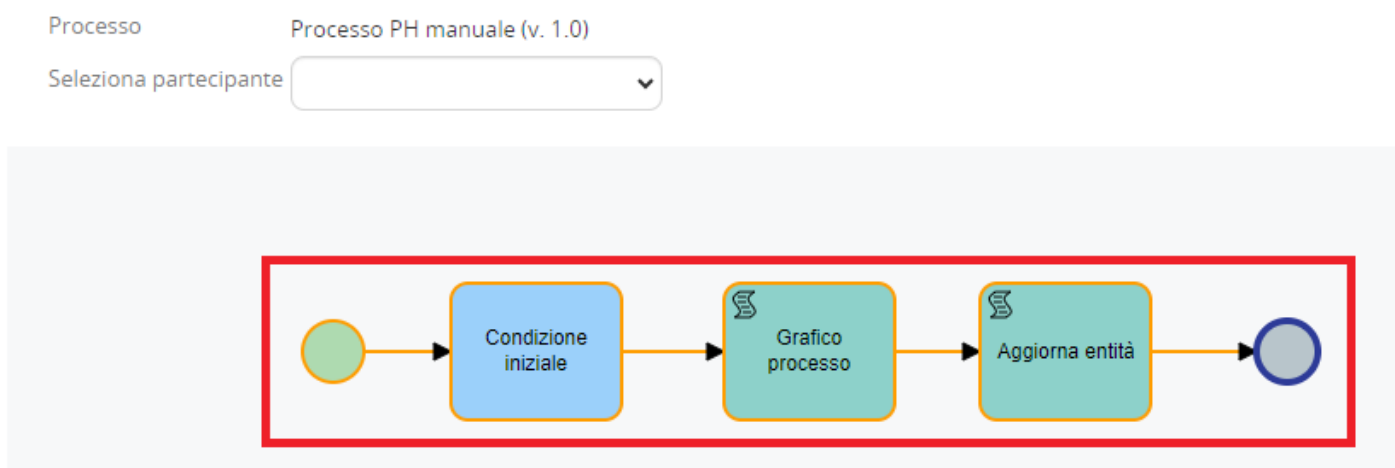 Processo
Processo PH manuale (v. 1.0)
Seleziona partecipante
Condizione
iniziale
Grafico
processo
Aggiorna entità